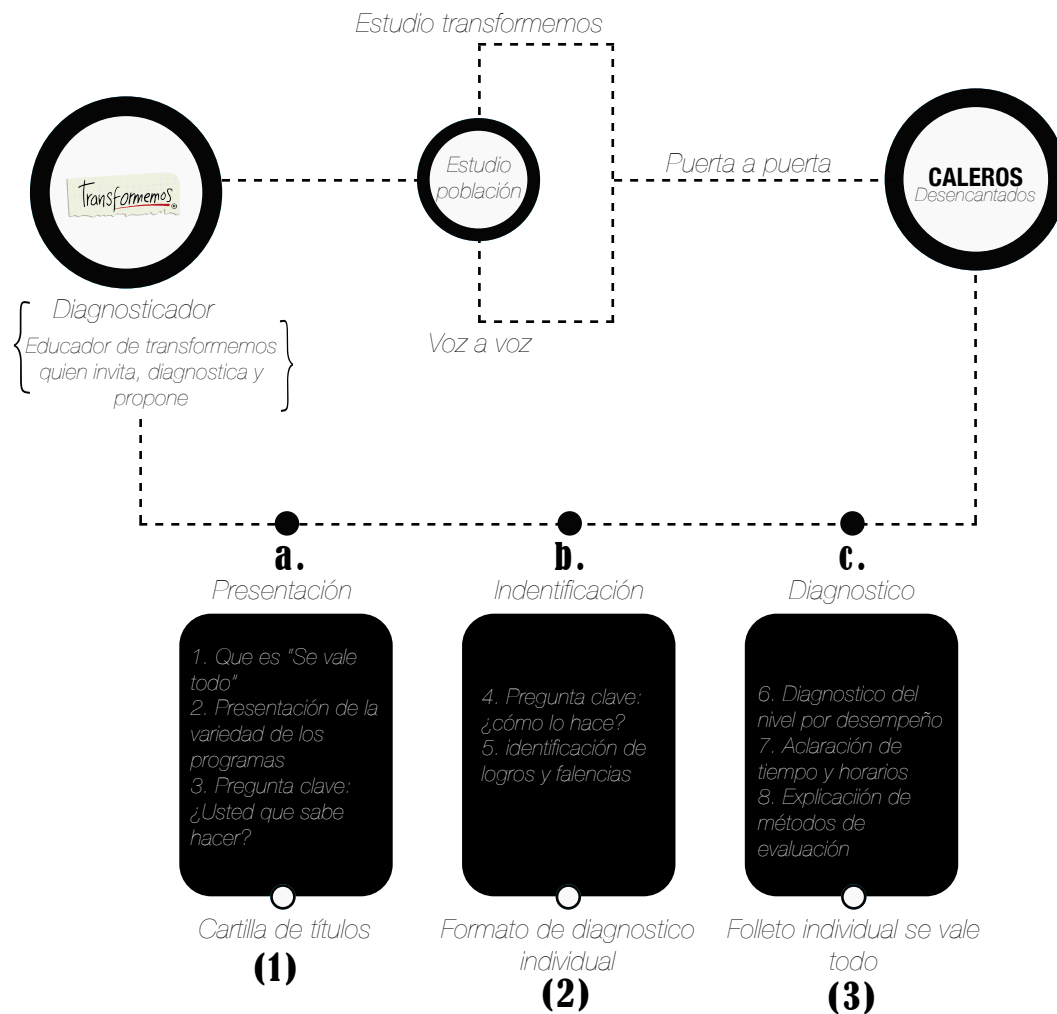 Estudio transformemos
Transformemos
Estudio
población
Puerta a puerta
CALEROS
Desencantados
Voz a voz
Diagnosticador
Educador de transformemos
quien invita, diagnostica y
propone
a.
Presentación
1. Que es "Se vale
todo"
2. Presentación de la
variedad de los
programas
3. Pregunta clave:
¿Usted que sabe
hacer?
Cartilla de títulos
(1)
b.
Indentificación
4. Pregunta clave:
¿cómo lo hace?
5. identificación de
logros y falencias
Formato de diagnostico
individual
(2)
c.
Diagnostico
6. Diagnostico del
nivel por desempeño
7. Aclaración de
tiempo y horarios
8. Explicaciión de
métodos de
evaluación
Folleto individual se vale
todo
(3)